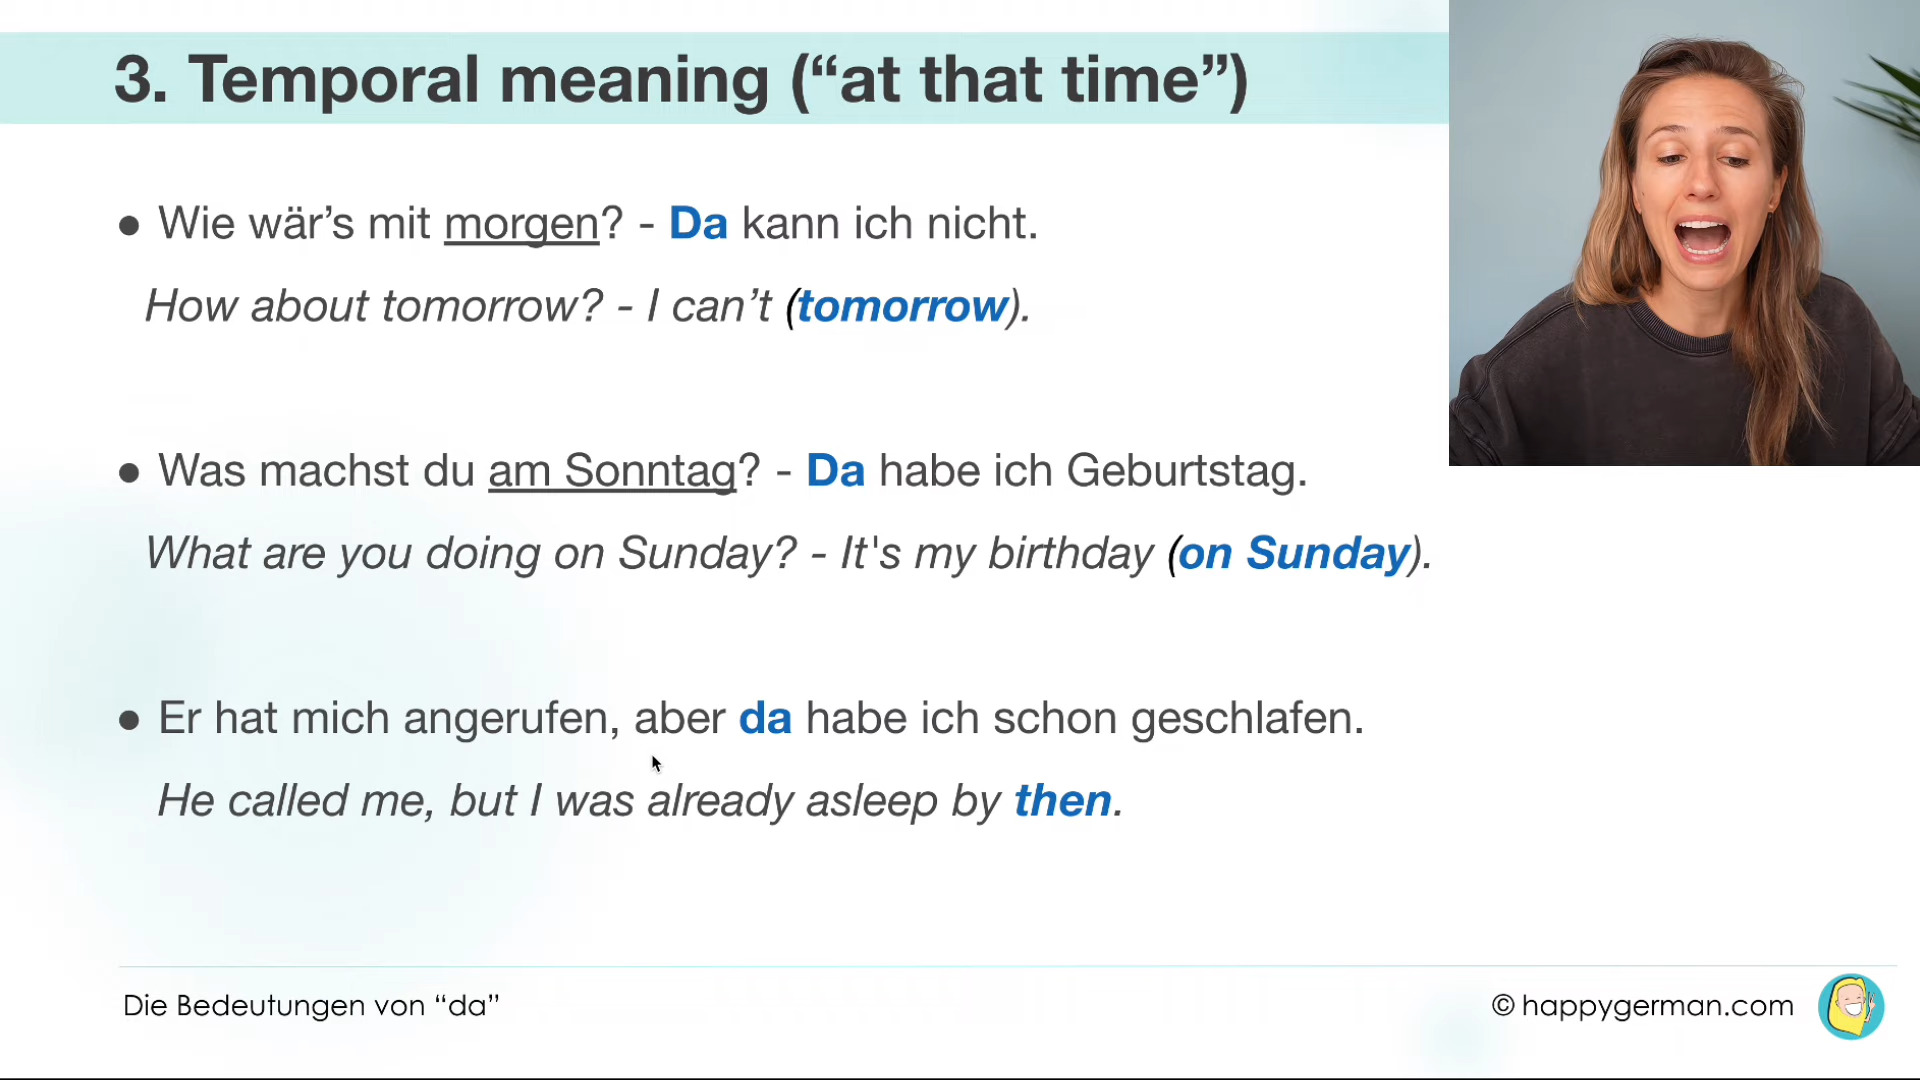 3. Temporal meaning (“at that time”)
● Wie wär’s mit morgen? - Da kann ich nicht.
How about tomorrow? - I can’t (tomorrow).
● Was machst du am Sonntag? - Da habe ich Geburtstag.
What are you doing on Sunday? - It's my birthday (on Sunday).
● Er hat mich angerufen, aber da habe ich schon geschlafen.
He called me, but I was already asleep by then.
Die Bedeutungen von “da”
© happygerman.com